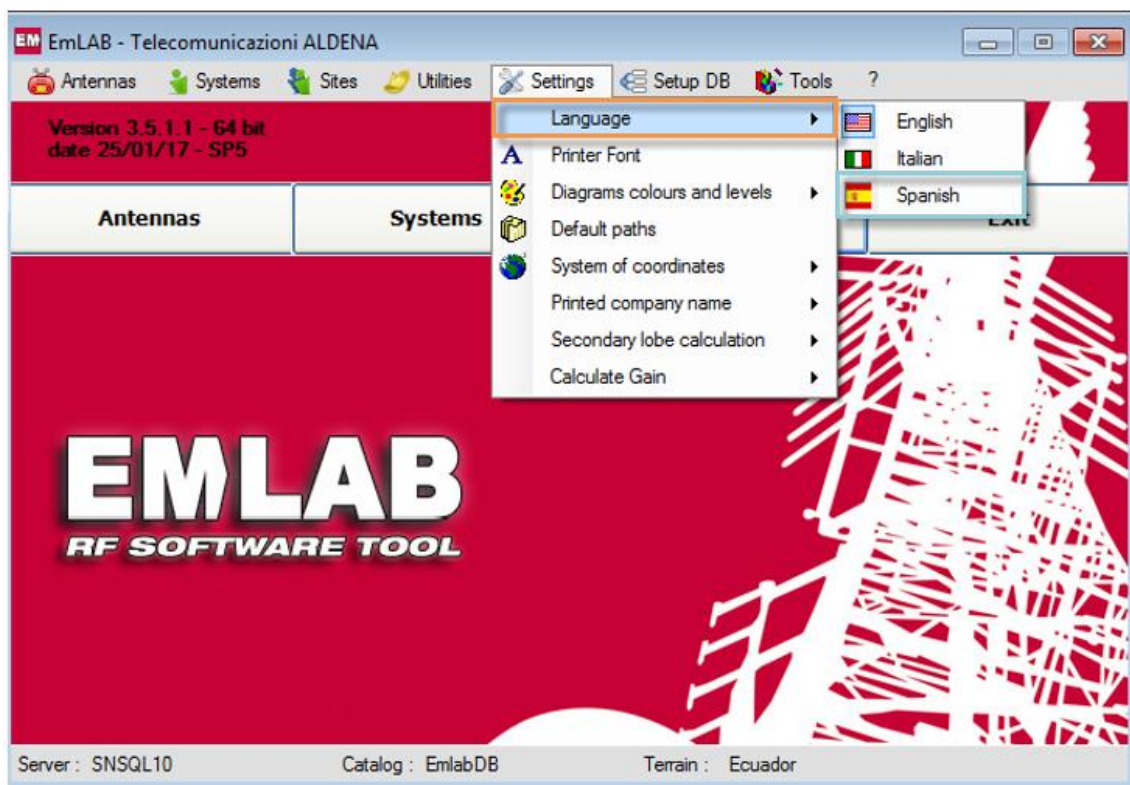 EM EmLAB - Telecomunicazioni ALDENA
Antennas Systems Sites Utilities Settings Setup DB Tools ?
Version 3.5.1.1 - 64 bit
date 25/01/17 - SP5
Language
English
A Printer Font
Italian
Diagrams colours and levels
Spanish
Antennas Systems Exit
Default paths
System of coordinates
Printed company name
Secondary lobe calculation
Calculate Gain
EMLAB
RF SOFTWARE TOOL
Server : SNSQL10 Catalog : EmlabDB Terrain : Ecuador